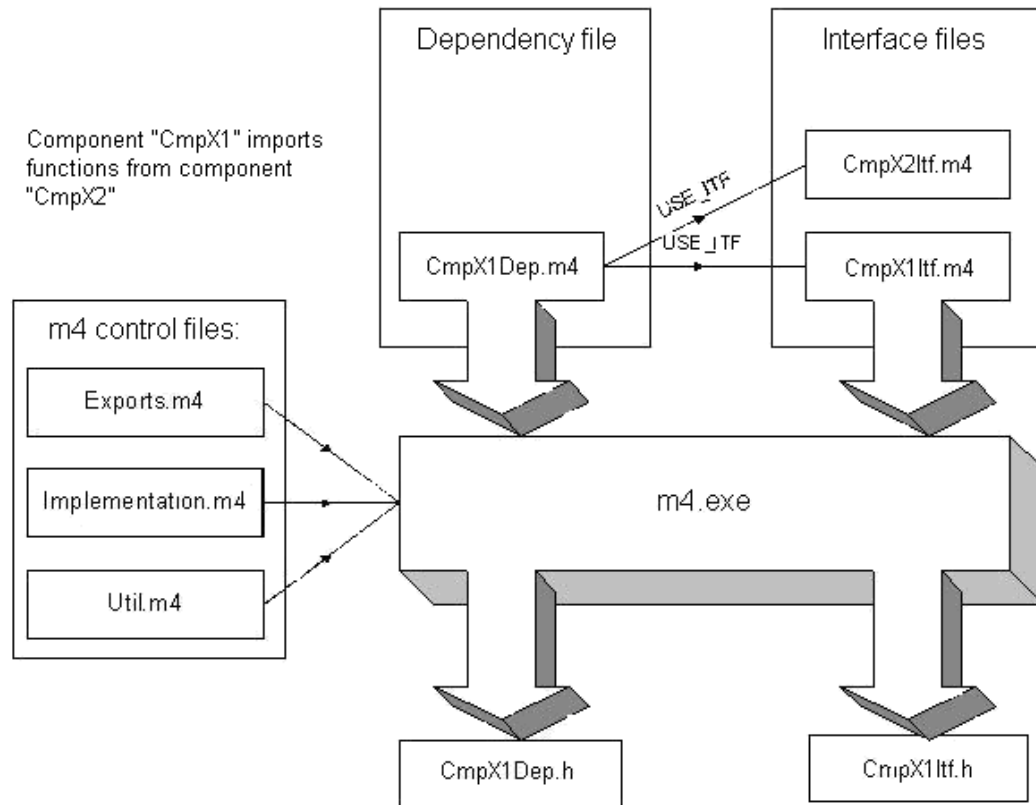 Dependency file
Interface files
Component "CmpX1" imports
functions from component
"CmpX2"
CmpX2Itf.m4
USE_ITF
USE_ITF
CmpX1Dep.m4
CmpX1Itf.m4
m4 control files:
Exports.m4
Implementation.m4
m4.exe
Util.m4
CmpX1Dep.h
CmpX1Itf.h